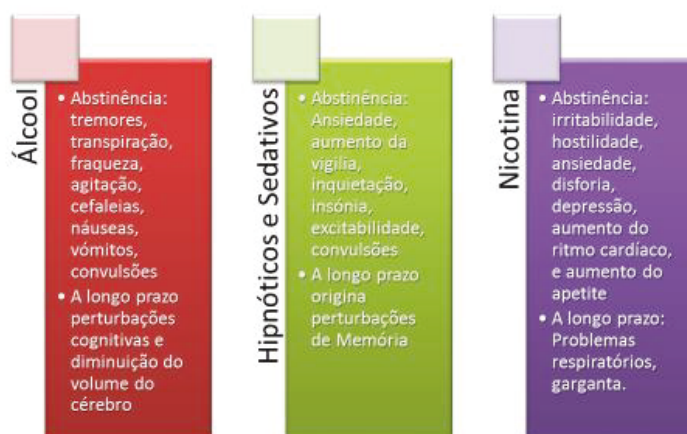 Álcool
• Abstinência:
tremores,
transpiração,
fraqueza,
agitação,
cefaleias,
náuseas,
vómitos,
convulsões
• A longo prazo
perturbações
cognitivas e
diminuição do
volume do
cérebro
Hipnóticos e Sedativos
• Abstinência:
Ansiedade,
aumento da
vigilia,
inquietação,
insónia,
excitabilidade,
convulsões
• A longo prazo
origina
perturbações
de Memória
Nicotina
• Abstinência:
irritabilidade,
hostilidade,
ansiedade,
disforia,
depressão,
aumento do
ritmo cardíaco,
e aumento do
apetite
• A longo prazo:
Problemas
respiratórios,
garganta.